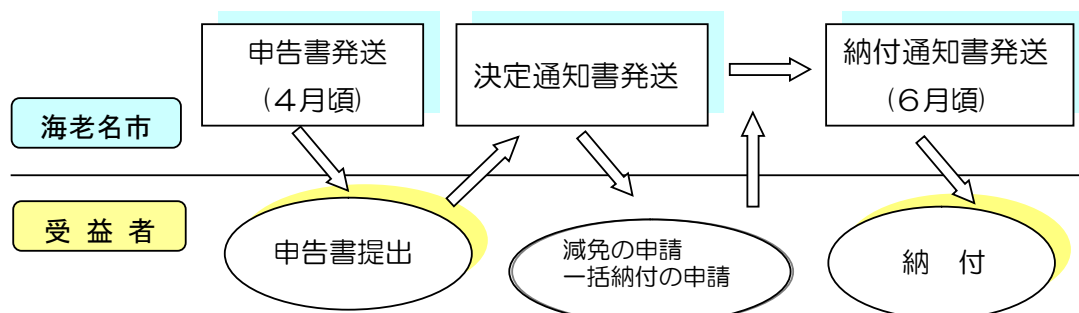 申告書発送
(4月頃)
決定通知書発送
納付通知書発送
(6月頃)
海老名市
受益者
申告書提出
減免の申請
一括納付の申請
納付